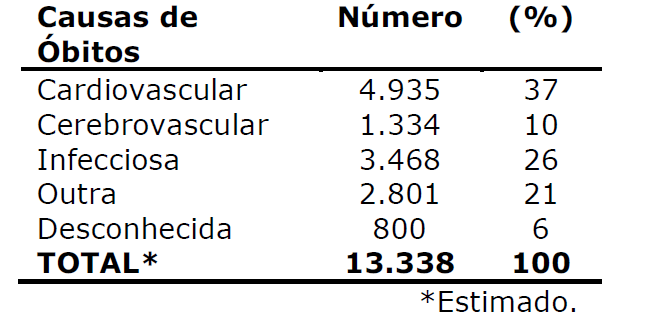 Causas de Óbitos Número (%)
Cardiovascular 4.935 37
Cerebrovascular 1.334 10
Infecciosa 3.468 26
Outra 2.801 21
Desconhecida 800 6
TOTAL* 13.338 100
*Estimado.